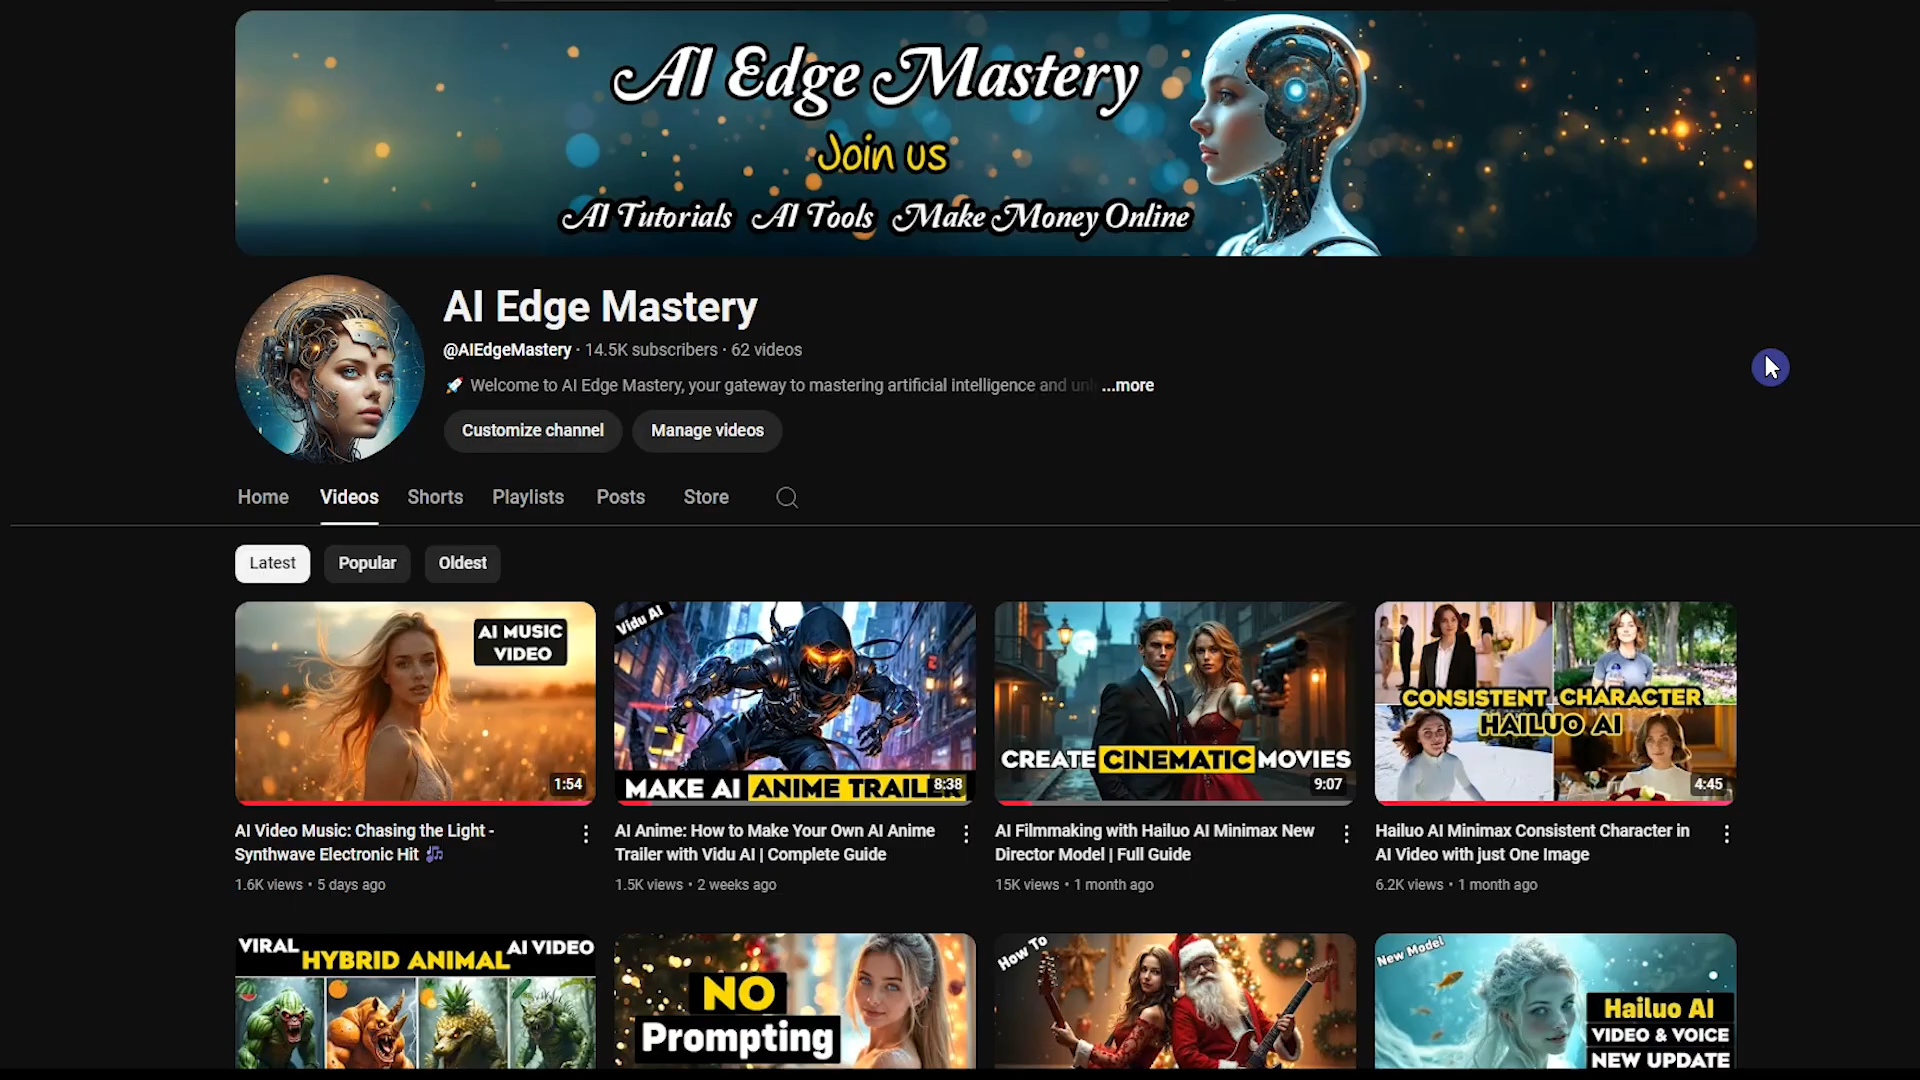 AI Edge Mastery
Join us
AI Tutorials AI Tools Make Money Online
AI Edge Mastery
@AIEdgeMastery · 14.5K subscribers · 62 videos
🚀 Welcome to AI Edge Mastery, your gateway to mastering artificial intelligence and ...more
Customize channel Manage videos
Home Videos Shorts Playlists Posts Store
Latest Popular Oldest
AI MUSIC
VIDEO
1:54
Vidu AI
MAKE AI ANIME TRAILER
8:38
CREATE CINEMATIC MOVIES
9:07
CONSISTENT CHARACTER
HAILUO AI
4:45
AI Video Music: Chasing the Light -
Synthwave Electronic Hit 🎶
1.6K views • 5 days ago
AI Anime: How to Make Your Own AI Anime
Trailer with Vidu AI | Complete Guide
1.5K views • 2 weeks ago
AI Filmmaking with Hailuo AI Minimax New
Director Model | Full Guide
15K views • 1 month ago
Hailuo AI Minimax Consistent Character in
AI Video with just One Image
6.2K views • 1 month ago
VIRAL HYBRID ANIMAL AI VIDEO
NO
Prompting
How To
New Model
Hailuo AI
VIDEO & VOICE
NEW UPDATE